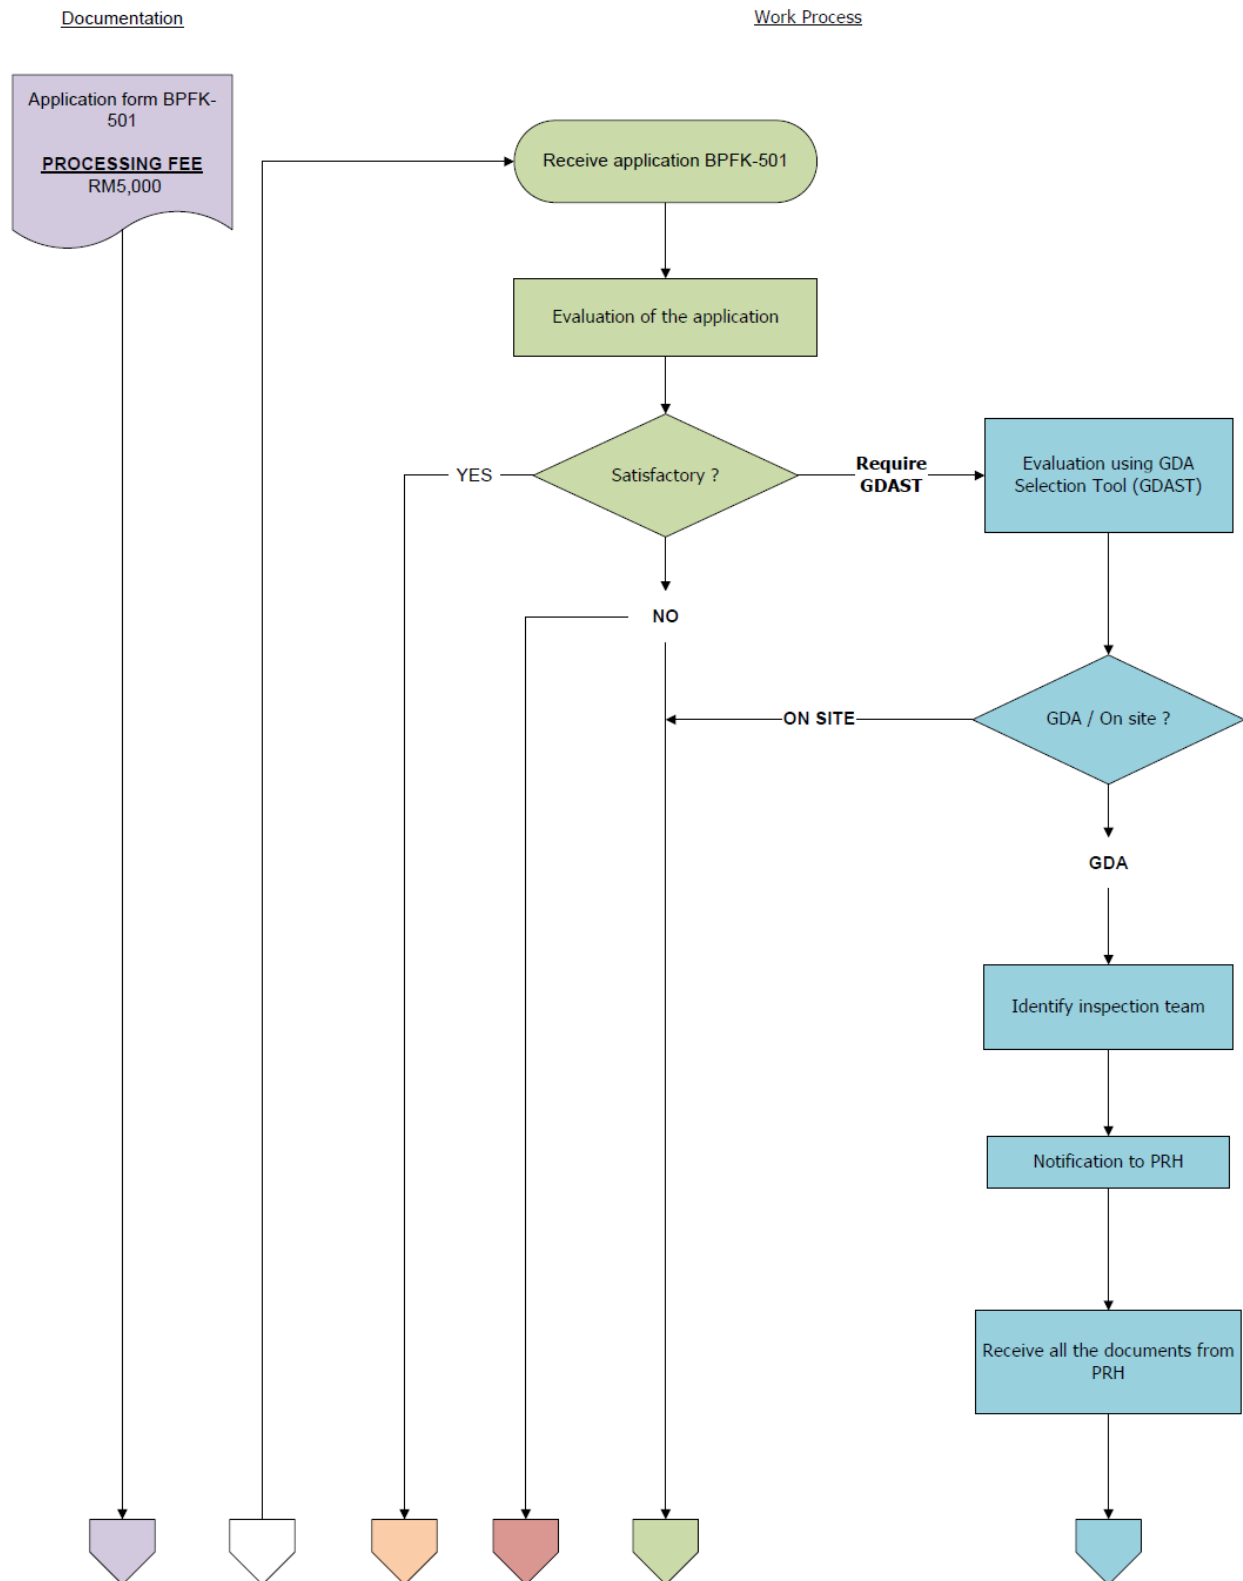 Documentation
Work Process
Application form BPFK-
501
PROCESSING FEE
RM5,000
Receive application BPFK-501
Evaluation of the application
YES
Satisfactory ?
Require
GDAST
Evaluation using GDA
Selection Tool (GDAST)
NO
ON SITE
GDA / On site ?
GDA
Identify inspection team
Notification to PRH
Receive all the documents from
PRH